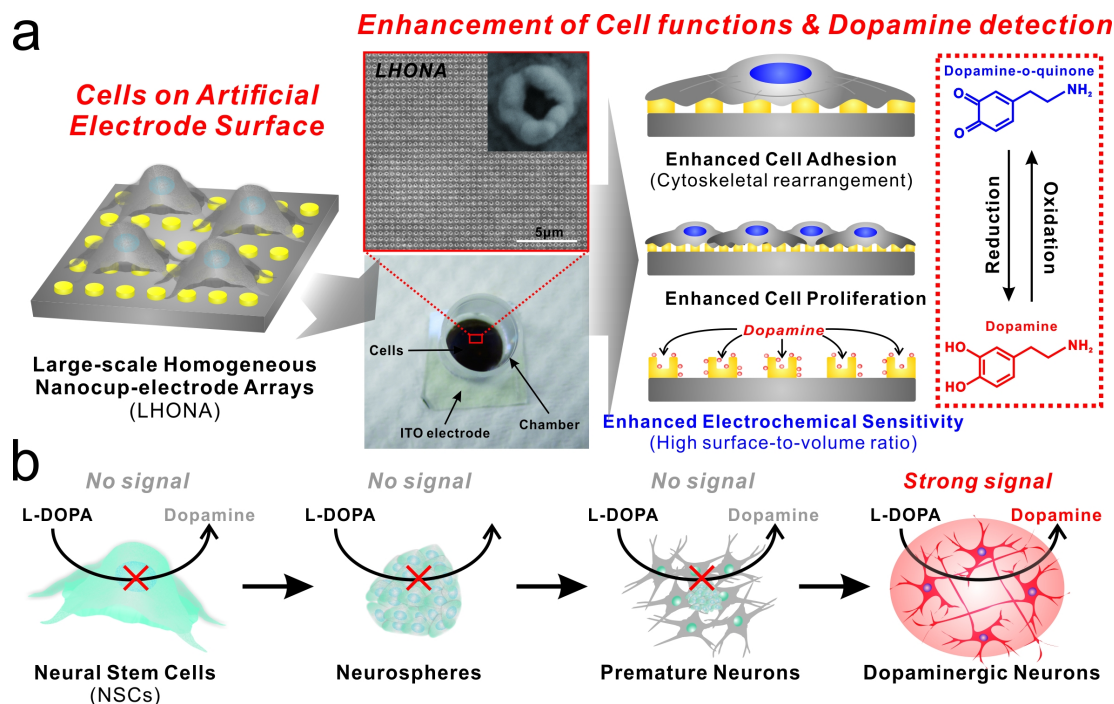 a
Enhancement of Cell functions & Dopamine detection
Cells on Artificial
Electrode Surface
Large-scale Homogeneous
Nanocup-electrode Arrays
(LHONA)
LHONA
5μm
Cells
ITO electrode
Chamber
Enhanced Cell Adhesion
(Cytoskeletal rearrangement)
Enhanced Cell Proliferation
Dopamine
Enhanced Electrochemical Sensitivity
(High surface-to-volume ratio)
Dopamine-o-quinone
O
O
NH₂
Reduction
Oxidation
Dopamine
HO
HO
NH₂
b
No signal
L-DOPA
Dopamine
Neural Stem Cells
(NSCs)
No signal
L-DOPA
Neurospheres
No signal
L-DOPA
Dopamine
Premature Neurons
Strong signal
L-DOPA
Dopamine
Dopaminergic Neurons